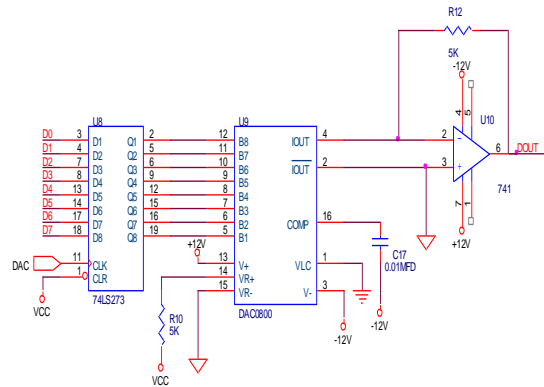 R12
5K
-12V
U8 U9 U10
D0 3 D1 Q1 2 12 B8 IOUT 4 2 - 4 5 6 DOUT
D1 4 D2 Q2 5 11 B7
D2 7 D3 Q3 6 10 B6 IOUT 2 3 + 741
D3 8 D4 Q4 9 9 B5
D4 13 D5 Q5 12 8 B4 7 1
D5 14 D6 Q6 15 7 B3
D6 17 D7 Q7 16 6 B2 COMP 16 +12V
D7 18 D8 Q8 19 5 B1
+12V C17
0.01MFD
DAC 11 CLK 13 V+ VLC 1
1 CLR 14 VR+
15 VR- V- 3
VCC 74LS273 R10 DAC0800 -12V
5K -12V
VCC